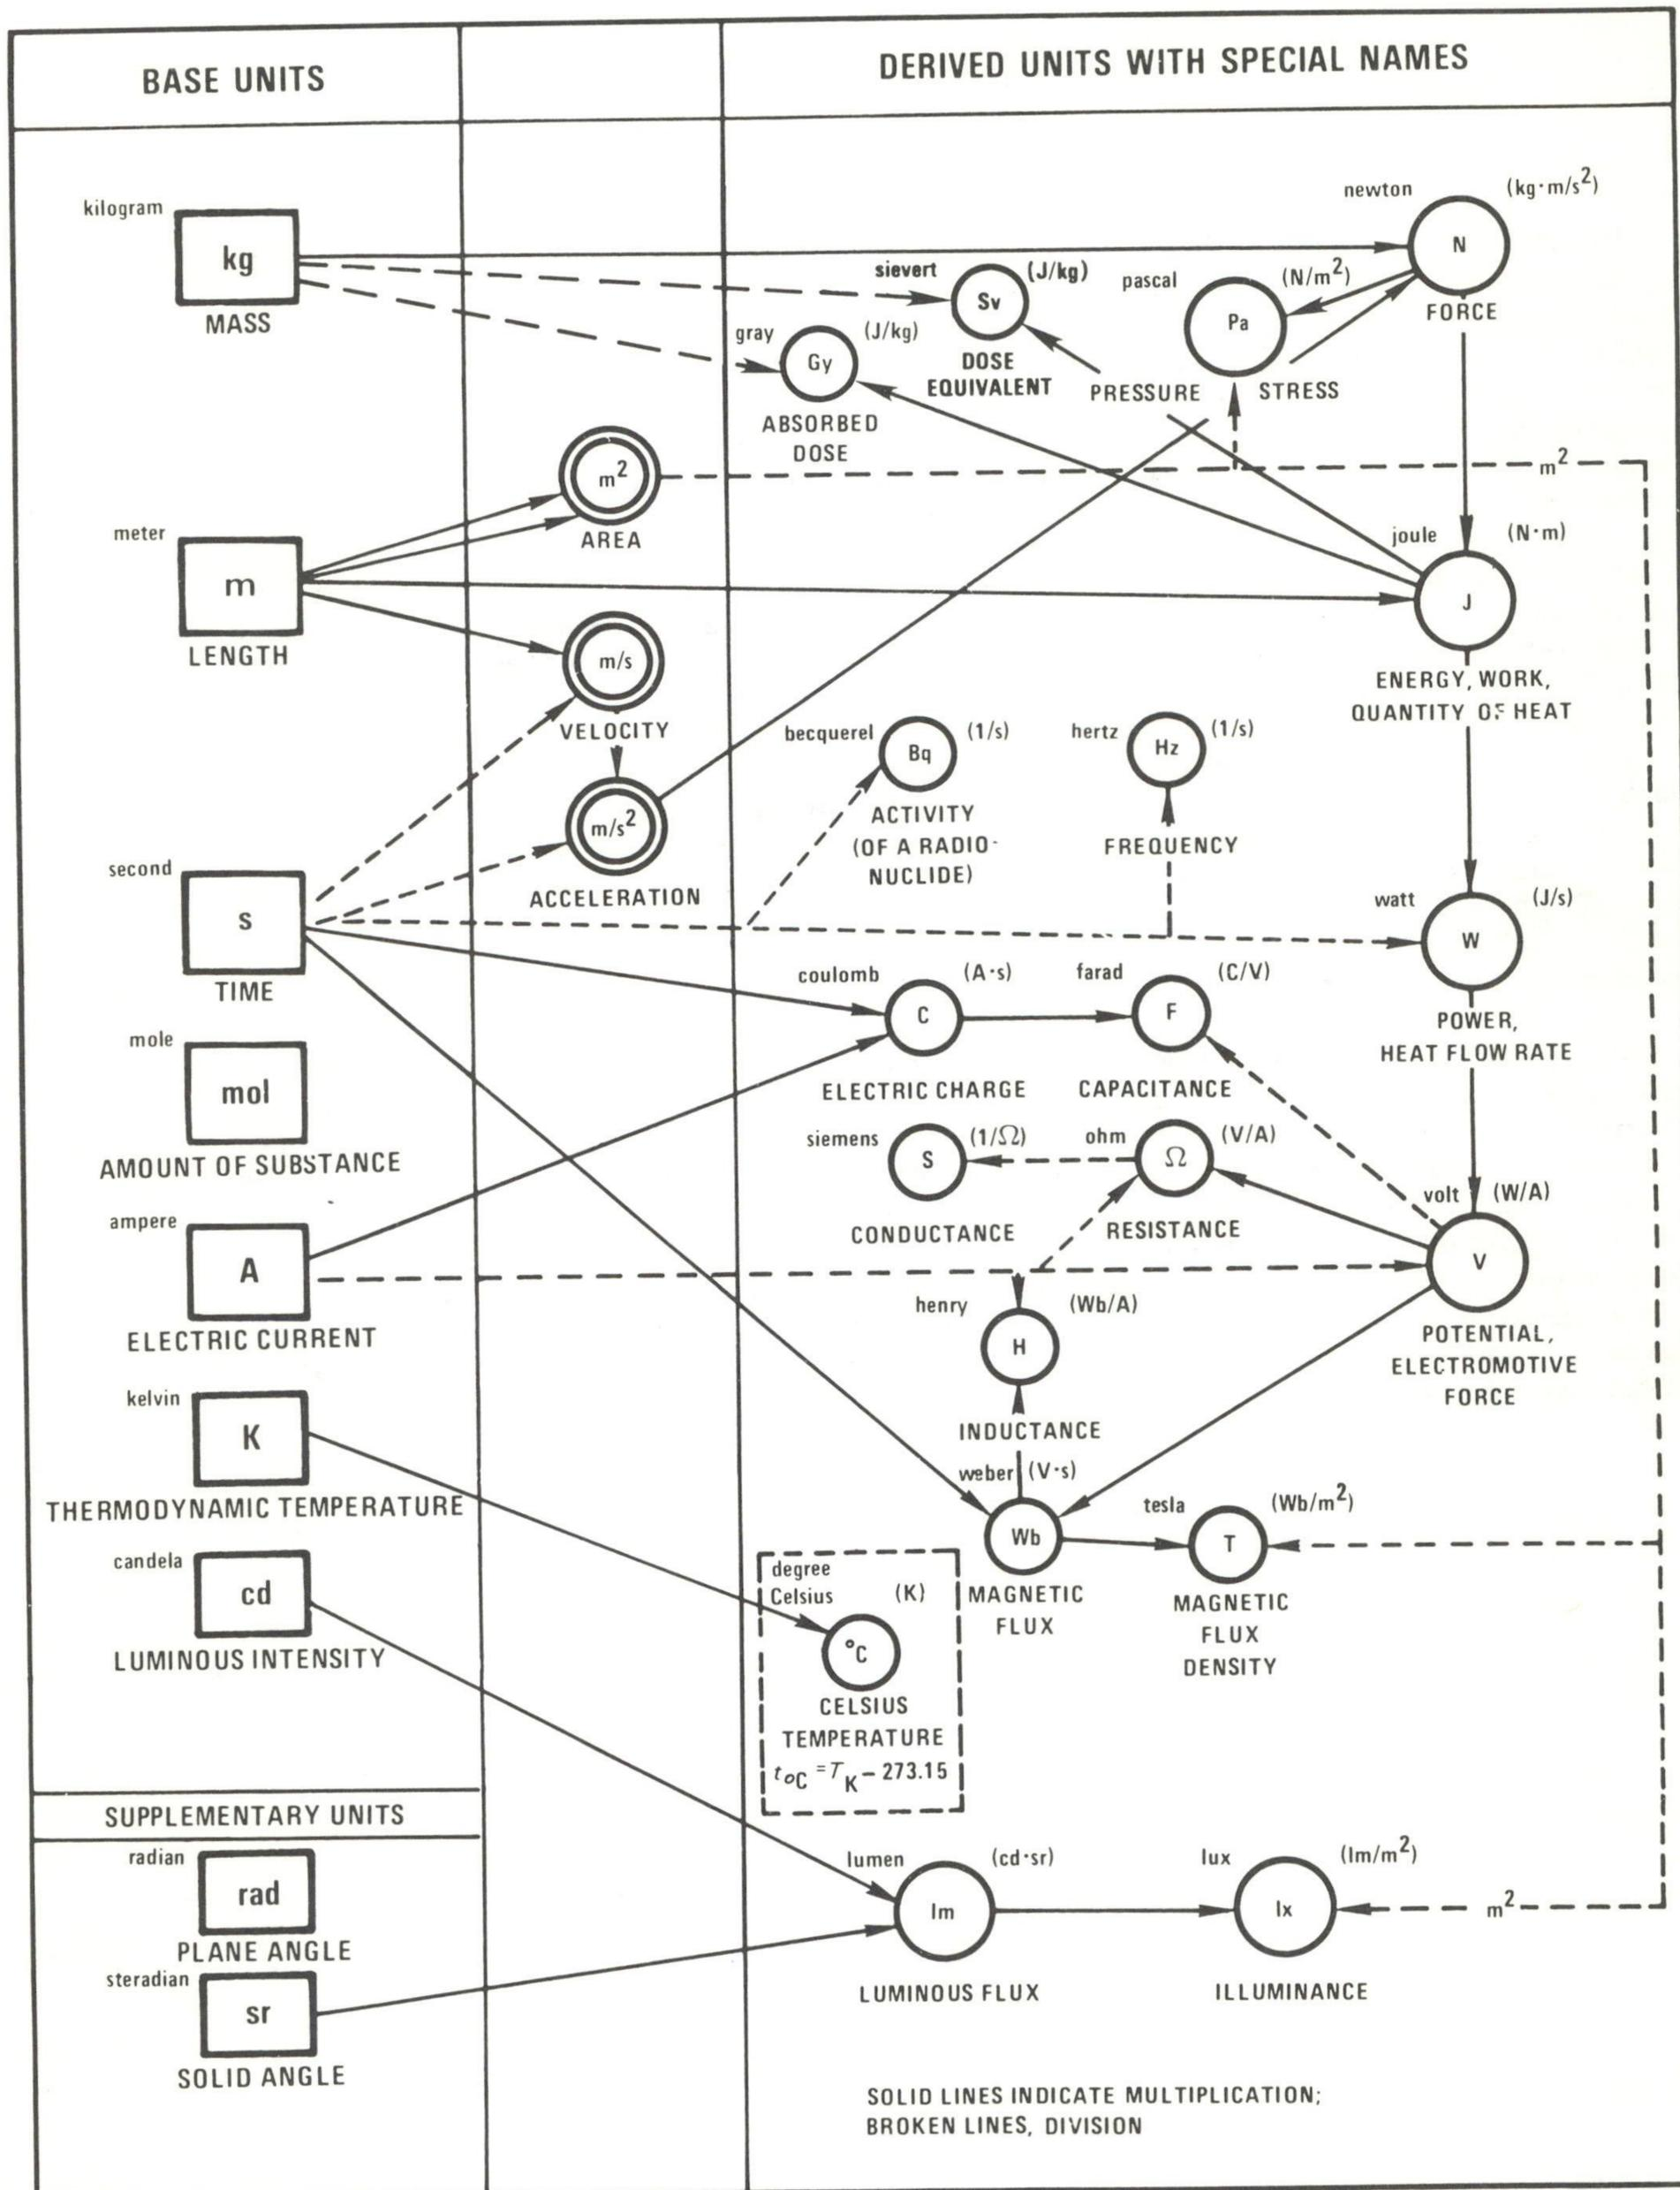 BASE UNITS
DERIVED UNITS WITH SPECIAL NAMES
kilogram
kg
MASS
newton
(kg·m/s²)
N
FORCE
sievert
(J/kg)
Sv
DOSE
EQUIVALENT
pascal
(N/m²)
Pa
PRESSURE
STRESS
gray
(J/kg)
Gy
ABSORBED
DOSE
m²
AREA
m²
meter
m
LENGTH
joule
(N·m)
J
ENERGY, WORK,
QUANTITY OF HEAT
m/s
VELOCITY
becquerel
(1/s)
Bq
ACTIVITY
(OF A RADIO-
NUCLIDE)
hertz
(1/s)
Hz
FREQUENCY
m/s²
ACCELERATION
second
s
TIME
watt
(J/s)
W
POWER,
HEAT FLOW RATE
coulomb
(A·s)
C
ELECTRIC CHARGE
farad
(C/V)
F
CAPACITANCE
mole
mol
AMOUNT OF SUBSTANCE
siemens
(1/Ω)
S
CONDUCTANCE
ohm
(V/A)
Ω
RESISTANCE
volt
(W/A)
V
POTENTIAL,
ELECTROMOTIVE
FORCE
ampere
A
ELECTRIC CURRENT
henry
(Wb/A)
H
INDUCTANCE
kelvin
K
THERMODYNAMIC TEMPERATURE
weber
(V·s)
Wb
MAGNETIC
FLUX
tesla
(Wb/m²)
T
MAGNETIC
FLUX
DENSITY
candela
cd
LUMINOUS INTENSITY
degree
Celsius
(K)
°C
CELSIUS
TEMPERATURE
t°C = TK − 273.15
SUPPLEMENTARY UNITS
radian
rad
PLANE ANGLE
lumen
(cd·sr)
lm
LUMINOUS FLUX
lux
(lm/m²)
lx
ILLUMINANCE
m²
steradian
sr
SOLID ANGLE
SOLID LINES INDICATE MULTIPLICATION;
BROKEN LINES, DIVISION